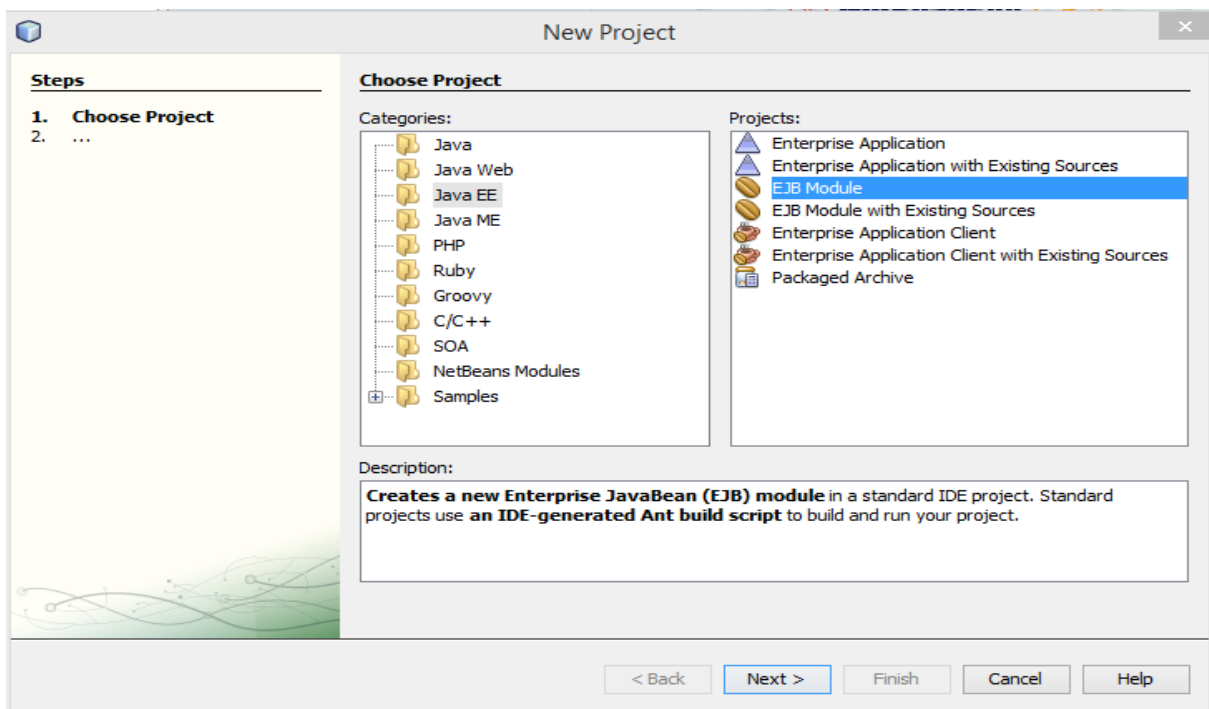 New Project
Steps
1. Choose Project
2. ...
Choose Project
Categories:
Java
Java Web
Java EE
Java ME
PHP
Ruby
Groovy
C/C++
SOA
NetBeans Modules
Samples
Projects:
Enterprise Application
Enterprise Application with Existing Sources
EJB Module
EJB Module with Existing Sources
Enterprise Application Client
Enterprise Application Client with Existing Sources
Packaged Archive
Description:
Creates a new Enterprise JavaBean (EJB) module in a standard IDE project. Standard
projects use an IDE-generated Ant build script to build and run your project.
< Back
Next >
Finish
Cancel
Help